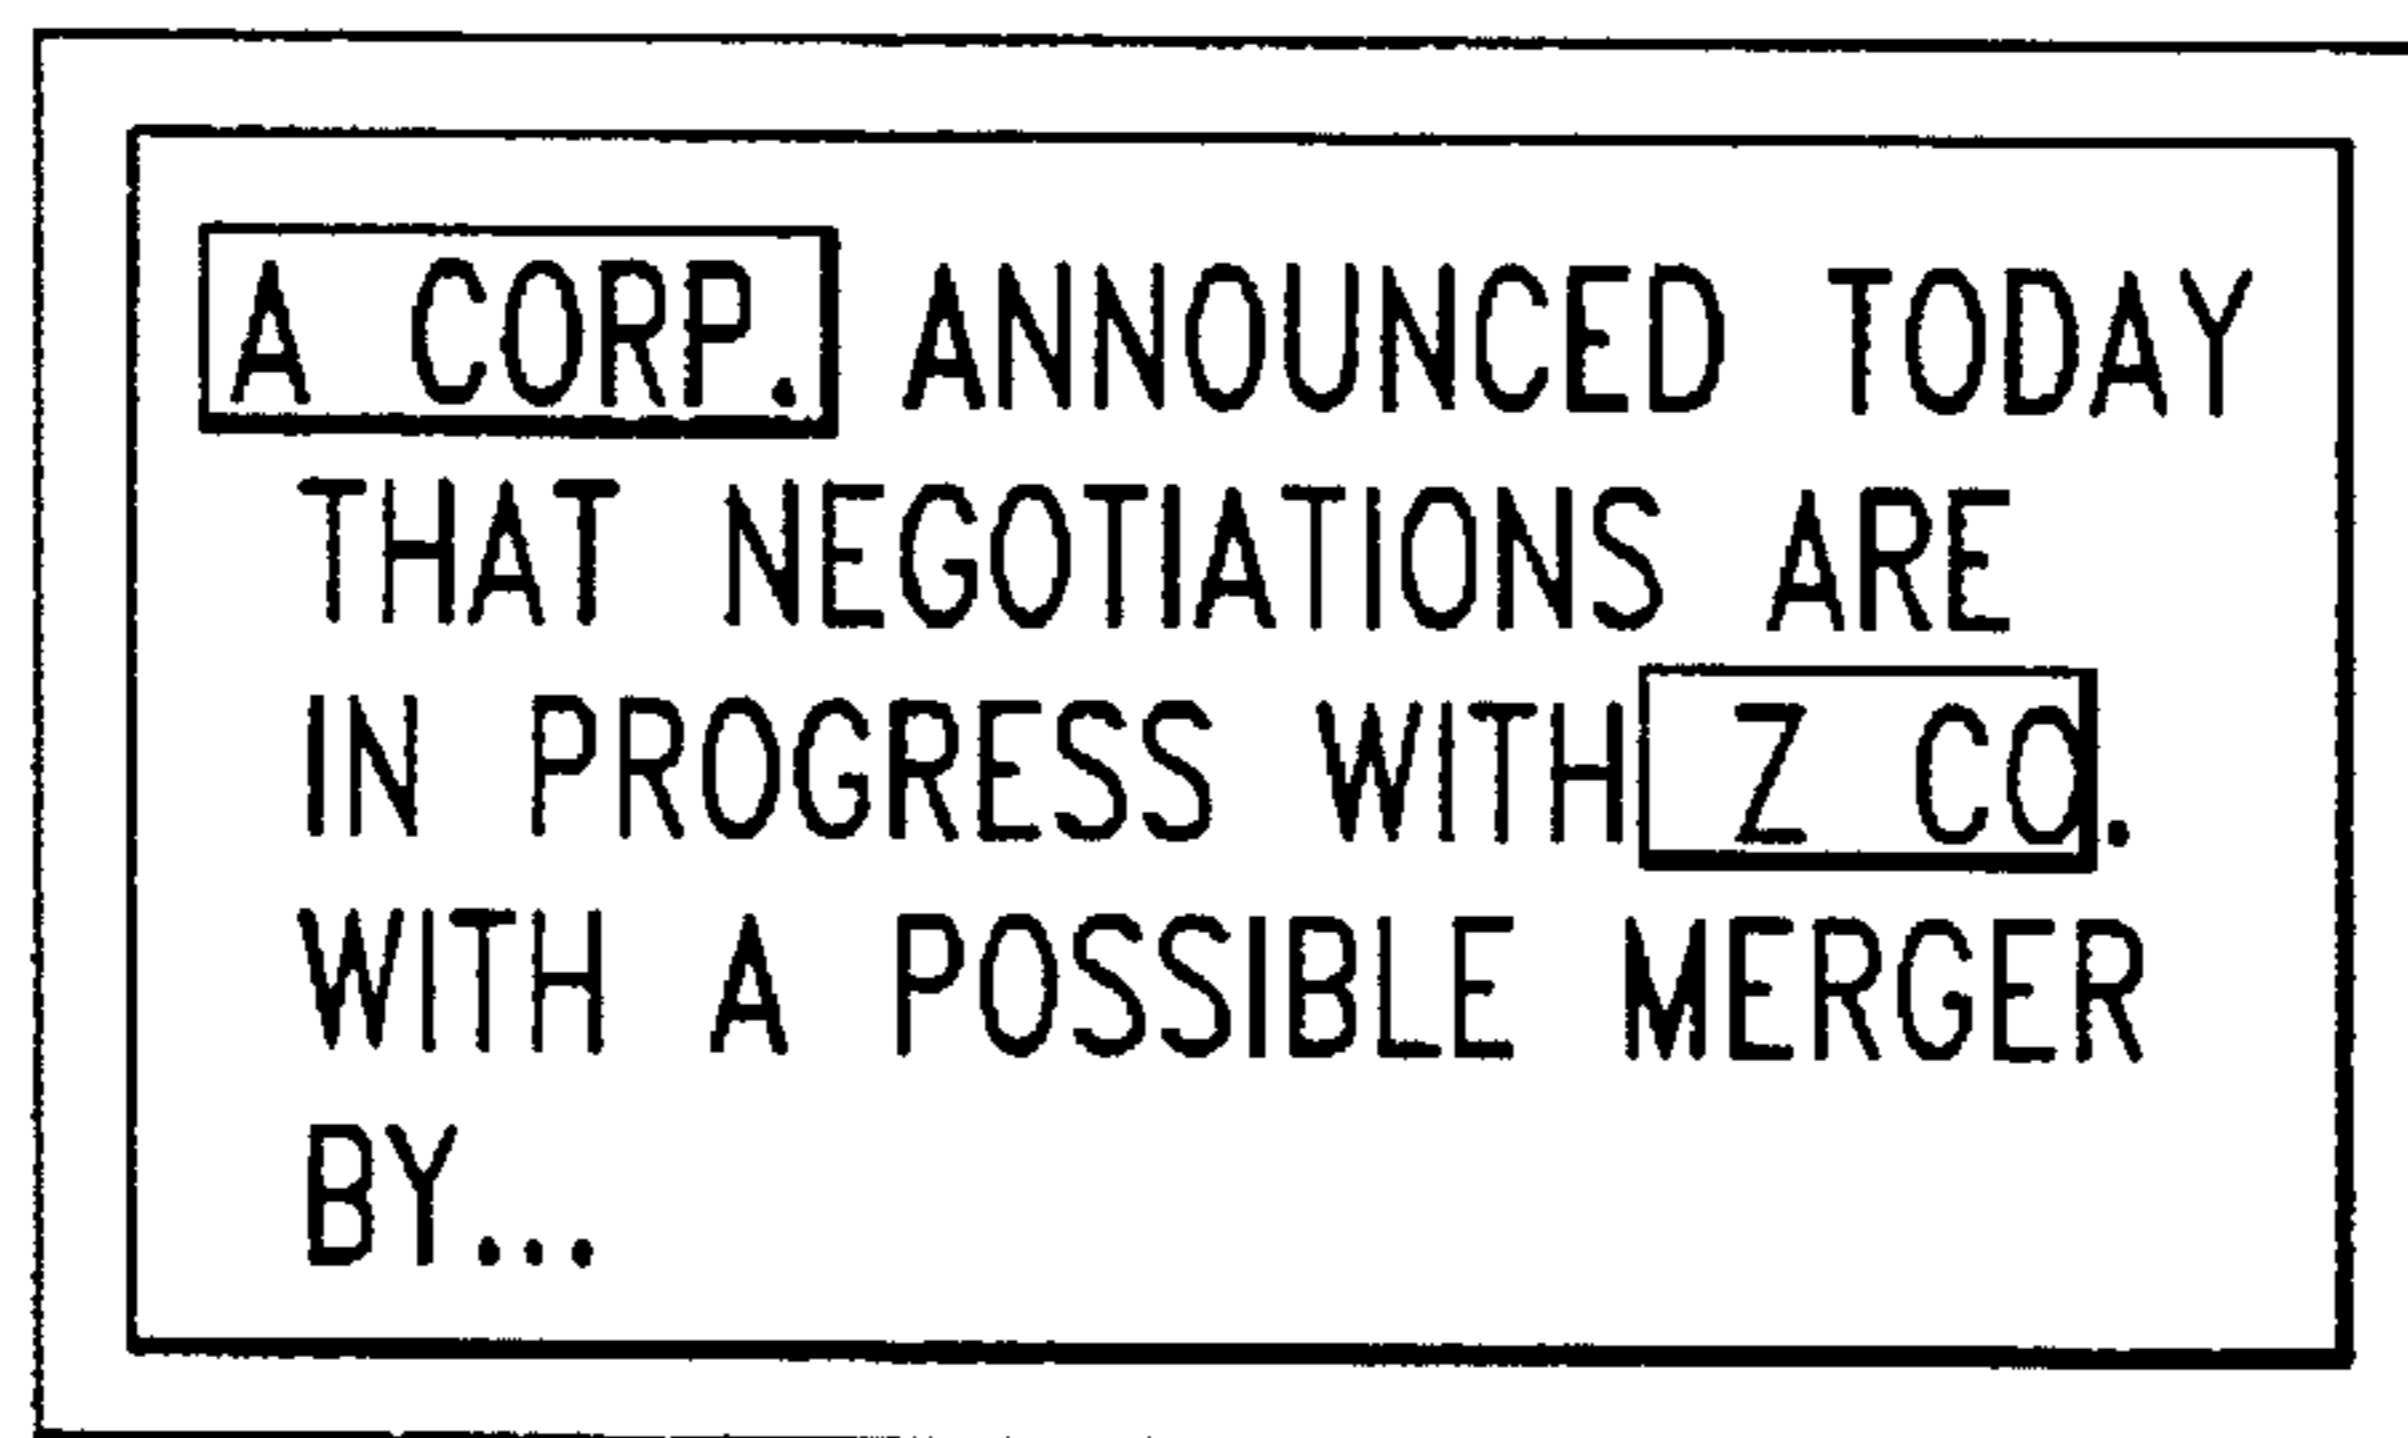 A CORP. ANNOUNCED TODAY
THAT NEGOTIATIONS ARE
IN PROGRESS WITH Z CO.
WITH A POSSIBLE MERGER
BY...